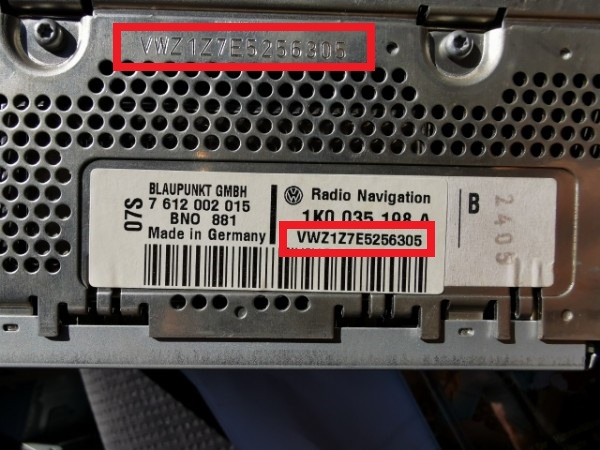 VWZ1Z7E5256305
07S
BLAUPUNKT GMBH
7 612 002 015
BNO 881
Made in Germany
Radio Navigation
1K0 035 198 A
VWZ1Z7E5256305
B
2405